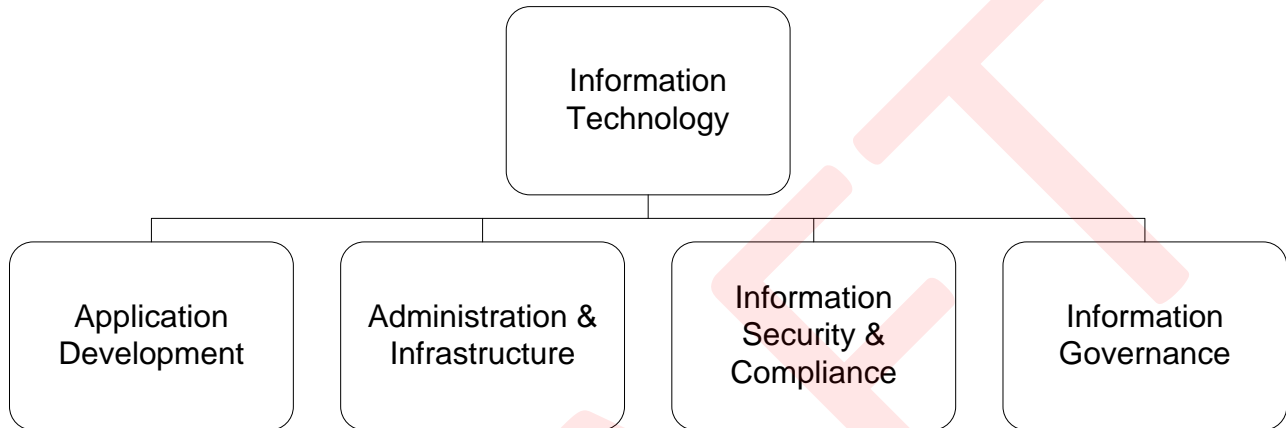 Information
Technology
Application
Development
Administration &
Infrastructure
Information
Security &
Compliance
Information
Governance